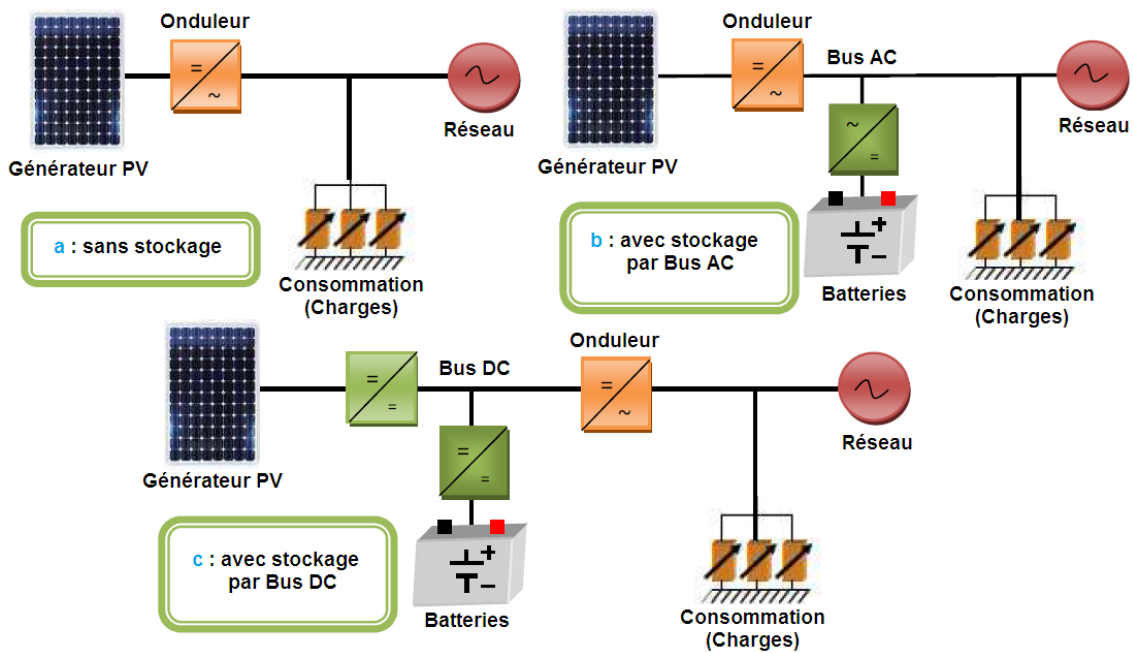 Onduleur
=
~
Réseau
Générateur PV
a : sans stockage
Consommation
(Charges)
Onduleur
=
~
Bus AC
~
=
Réseau
Générateur PV
b : avec stockage
par Bus AC
+
–
Batteries
Consommation
(Charges)
Onduleur
Bus DC
=
=
=
~
=
=
Réseau
Générateur PV
c : avec stockage
par Bus DC
+
–
Batteries
Consommation
(Charges)